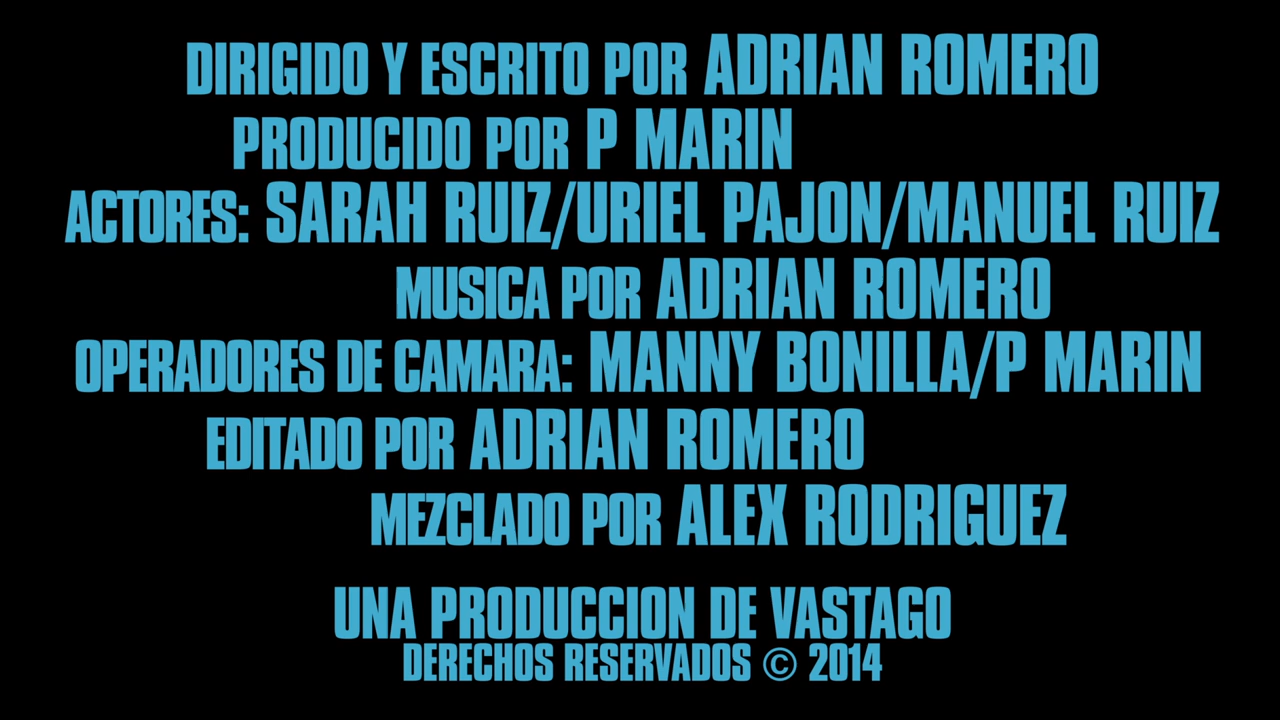 DIRIGIDO Y ESCRITO POR ADRIAN ROMERO
PRODUCIDO POR P MARIN
ACTORES: SARAH RUIZ/URIEL PAJON/MANUEL RUIZ
MUSICA POR ADRIAN ROMERO
OPERADORES DE CAMARA: MANNY BONILLA/P MARIN
EDITADO POR ADRIAN ROMERO
MEZCLADO POR ALEX RODRIGUEZ
UNA PRODUCCION DE VASTAGO
DERECHOS RESERVADOS © 2014